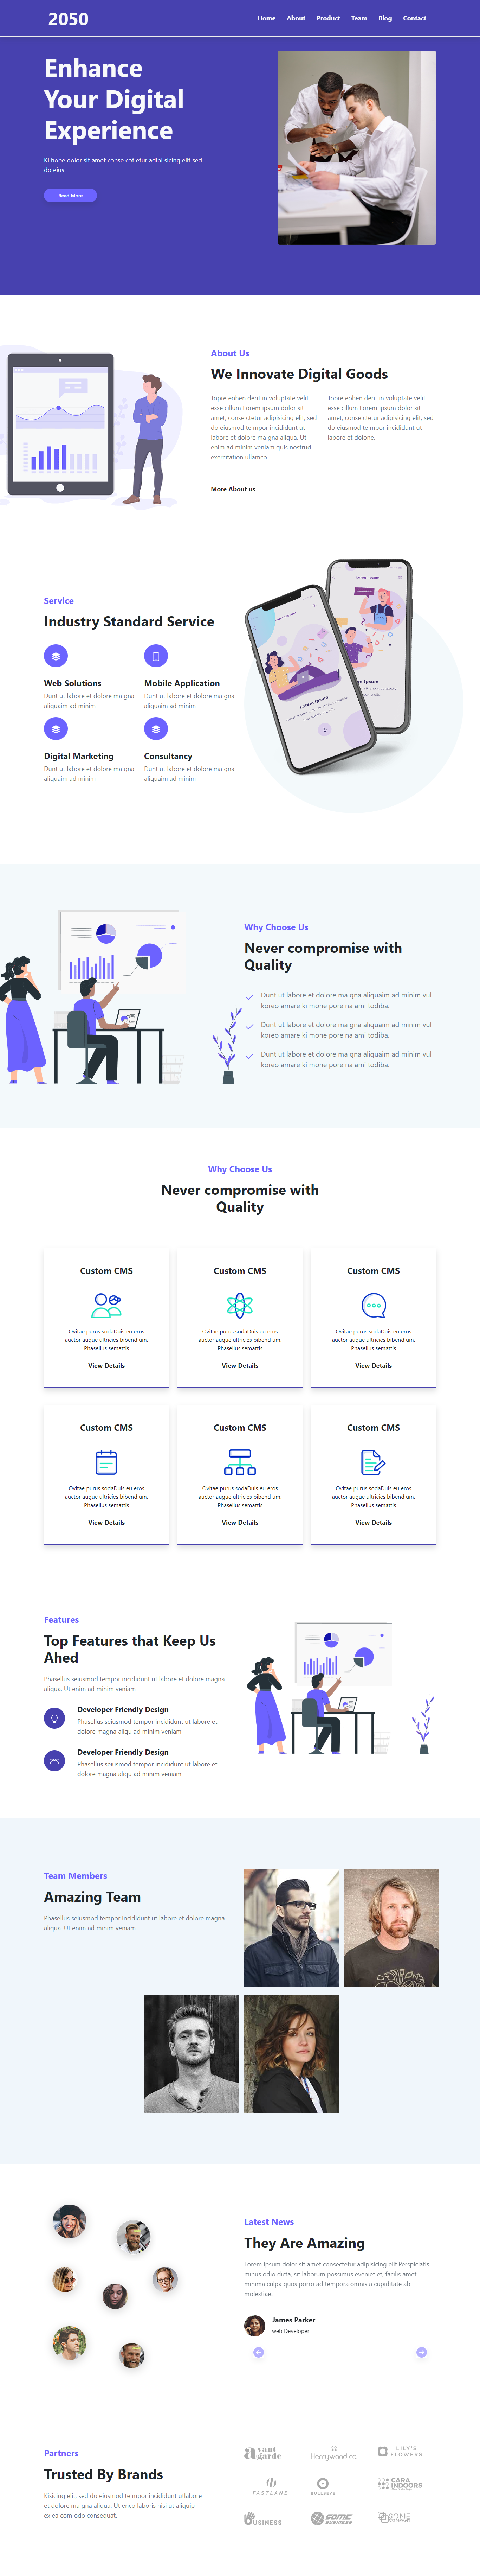 2050
Home About Product Team Blog Contact
Enhance
Your Digital
Experience
Ki hobe dolor sit amet conse cot etur adipi sicing elit sed
do eius
Read More
About Us
We Innovate Digital Goods
Topre eohen derit in voluptate velit
esse cillum Lorem ipsum dolor sit
amet, conse ctetur adipisicing elit, sed
do eiusmod te mpor incididunt ut
labore et dolore ma gna aliqua. Ut
enim ad minim veniam quis nostrud
exercitation ullamco
Topre eohen derit in voluptate velit
esse cillum Lorem ipsum dolor sit
amet, conse ctetur adipisicing elit, sed
do eiusmod te mpor incididunt ut
labore et dolone.
More About us
Service
Industry Standard Service
Web Solutions
Dunt ut labore et dolore ma gna
aliquaim ad minim
Mobile Application
Dunt ut labore et dolore ma gna
aliquaim ad minim
Digital Marketing
Dunt ut labore et dolore ma gna
aliquaim ad minim
Consultancy
Dunt ut labore et dolore ma gna
aliquaim ad minim
Lorem Ipsum
Lorem Ipsum
Why Choose Us
Never compromise with
Quality
Dunt ut labore et dolore ma gna aliquaim ad minim vul
koreo amare ki mone pore na ami todiba.
Dunt ut labore et dolore ma gna aliquaim ad minim vul
koreo amare ki mone pore na ami todiba.
Dunt ut labore et dolore ma gna aliquaim ad minim vul
koreo amare ki mone pore na ami todiba.
Why Choose Us
Never compromise with
Quality
Custom CMS
Ovitae purus sodaDuis eu eros
auctor augue ultricies bibend um.
Phasellus semattis
View Details
Custom CMS
Ovitae purus sodaDuis eu eros
auctor augue ultricies bibend um.
Phasellus semattis
View Details
Custom CMS
Ovitae purus sodaDuis eu eros
auctor augue ultricies bibend um.
Phasellus semattis
View Details
Custom CMS
Ovitae purus sodaDuis eu eros
auctor augue ultricies bibend um.
Phasellus semattis
View Details
Custom CMS
Ovitae purus sodaDuis eu eros
auctor augue ultricies bibend um.
Phasellus semattis
View Details
Custom CMS
Ovitae purus sodaDuis eu eros
auctor augue ultricies bibend um.
Phasellus semattis
View Details
Features
Top Features that Keep Us
Ahed
Phasellus seiusmod tempor incididunt ut labore et dolore magna
aliqua. Ut enim ad minim veniam
Developer Friendly Design
Phasellus seiusmod tempor incididunt ut labore et
dolore magna aliqu ad minim veniam
Developer Friendly Design
Phasellus seiusmod tempor incididunt ut labore et
dolore magna aliqu ad minim veniam
Team Members
Amazing Team
Phasellus seiusmod tempor incididunt ut labore et dolore magna
aliqua. Ut enim ad minim veniam
Latest News
They Are Amazing
Lorem ipsum dolor sit amet consectetur adipisicing elit.Perspiciatis
minus odio dicta, sit laborum possimus eveniet et, facilis amet,
minima culpa quos porro ad tempora omnis a cupiditate ab
molestiae!
James Parker
web Developer
Partners
Trusted By Brands
Kisicing elit, sed do eiusmod te mpor incididunt utlabore
et dolore ma gna aliqua. Ut enco laboris nisi ut aliquip
ex ea com odo consequat.
avant
garde
Herrywood co.
LILY'S
FLOWERS
FASTLANE
BULLSEYE
CARA
INDOORS
BUSINESS
SOME
BUSINESS